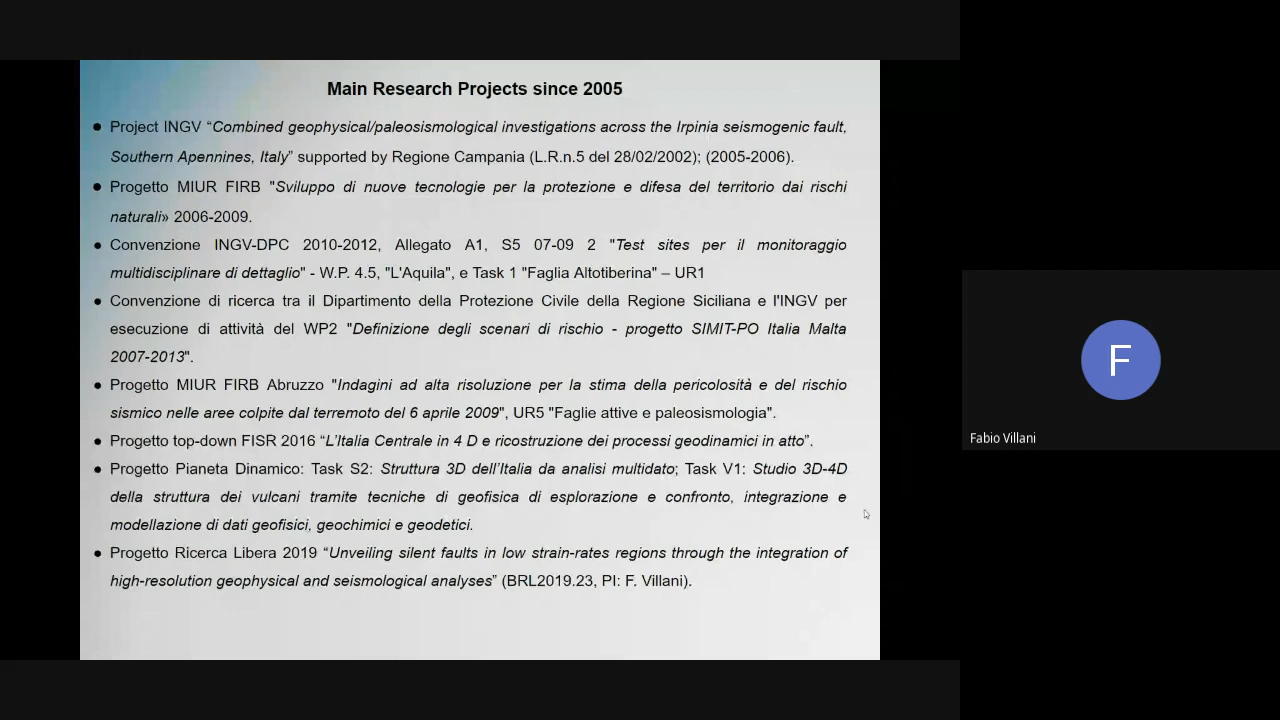 Main Research Projects since 2005
● Project INGV “Combined geophysical/paleosismological investigations across the Irpinia seismogenic fault,
Southern Apennines, Italy” supported by Regione Campania (L.R.n.5 del 28/02/2002); (2005-2006).
● Progetto MIUR FIRB "Sviluppo di nuove tecnologie per la protezione e difesa del territorio dai rischi
naturali» 2006-2009.
● Convenzione INGV-DPC 2010-2012, Allegato A1, S5 07-09 2 "Test sites per il monitoraggio
multidisciplinare di dettaglio" - W.P. 4.5, "L'Aquila", e Task 1 "Faglia Altotiberina" – UR1
● Convenzione di ricerca tra il Dipartimento della Protezione Civile della Regione Siciliana e l'INGV per
esecuzione di attività del WP2 "Definizione degli scenari di rischio - progetto SIMIT-PO Italia Malta
2007-2013".
● Progetto MIUR FIRB Abruzzo "Indagini ad alta risoluzione per la stima della pericolosità e del rischio
sismico nelle aree colpite dal terremoto del 6 aprile 2009", UR5 "Faglie attive e paleosismologia".
● Progetto top-down FISR 2016 “L’Italia Centrale in 4 D e ricostruzione dei processi geodinamici in atto”.
● Progetto Pianeta Dinamico: Task S2: Struttura 3D dell’Italia da analisi multidato; Task V1: Studio 3D-4D
della struttura dei vulcani tramite tecniche di geofisica di esplorazione e confronto, integrazione e
modellazione di dati geofisici, geochimici e geodetici.
● Progetto Ricerca Libera 2019 “Unveiling silent faults in low strain-rates regions through the integration of
high-resolution geophysical and seismological analyses” (BRL2019.23, PI: F. Villani).
F
Fabio Villani